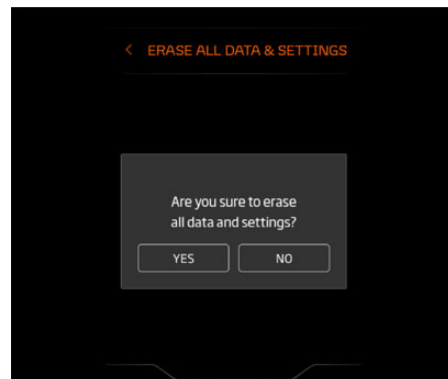 ERASE ALL DATA & SETTINGS
Are you sure to erase
all data and settings?
YES
NO